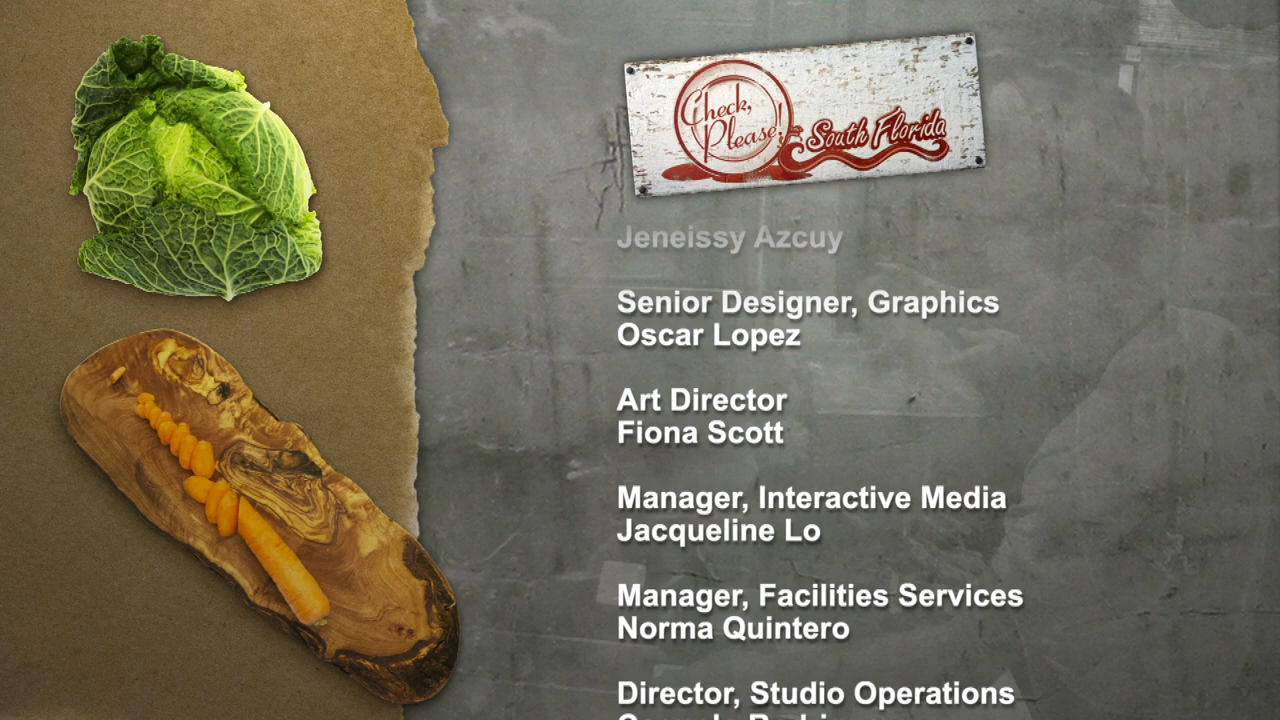 Check,
Please!
South Florida
Jeneissy Azcuy
Senior Designer, Graphics
Oscar Lopez
Art Director
Fiona Scott
Manager, Interactive Media
Jacqueline Lo
Manager, Facilities Services
Norma Quintero
Director, Studio Operations